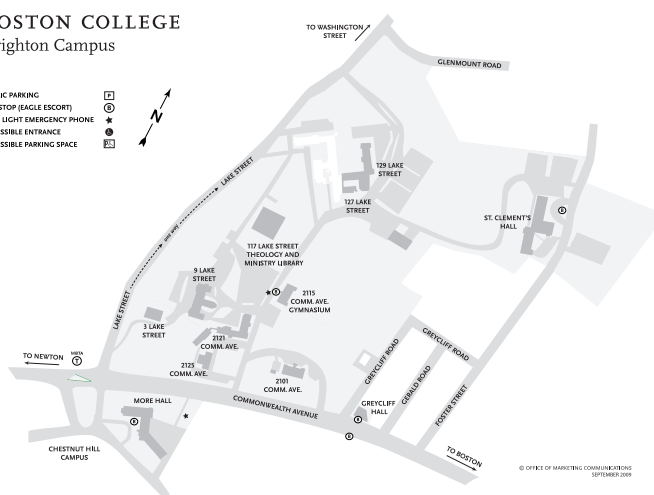 OSTON COLLEGE
righton Campus
IC PARKING
P
STOP (EAGLE ESCORT)
B
LIGHT EMERGENCY PHONE
SSIBLE ENTRANCE
SSIBLE PARKING SPACE
N
TO WASHINGTON
STREET
GLENMOUNT ROAD
LAKE STREET
129 LAKE
STREET
127 LAKE
STREET
ST. CLEMENT'S
HALL
B
one way
117 LAKE STREET
THEOLOGY AND
MINISTRY LIBRARY
9 LAKE
STREET
B
2115
COMM. AVE.
GYMNASIUM
LAKE STREET
3 LAKE
STREET
2121
COMM. AVE.
GREYCLIFF ROAD
TO NEWTON
MBTA
T
2125
COMM. AVE.
2101
COMM. AVE.
GREYCLIFF ROAD
GERALD ROAD
FOSTER STREET
MORE HALL
B
COMMONWEALTH AVENUE
GREYCLIFF
HALL
B
B
CHESTNUT HILL
CAMPUS
TO BOSTON
© OFFICE OF MARKETING COMMUNICATIONS
SEPTEMBER 2009